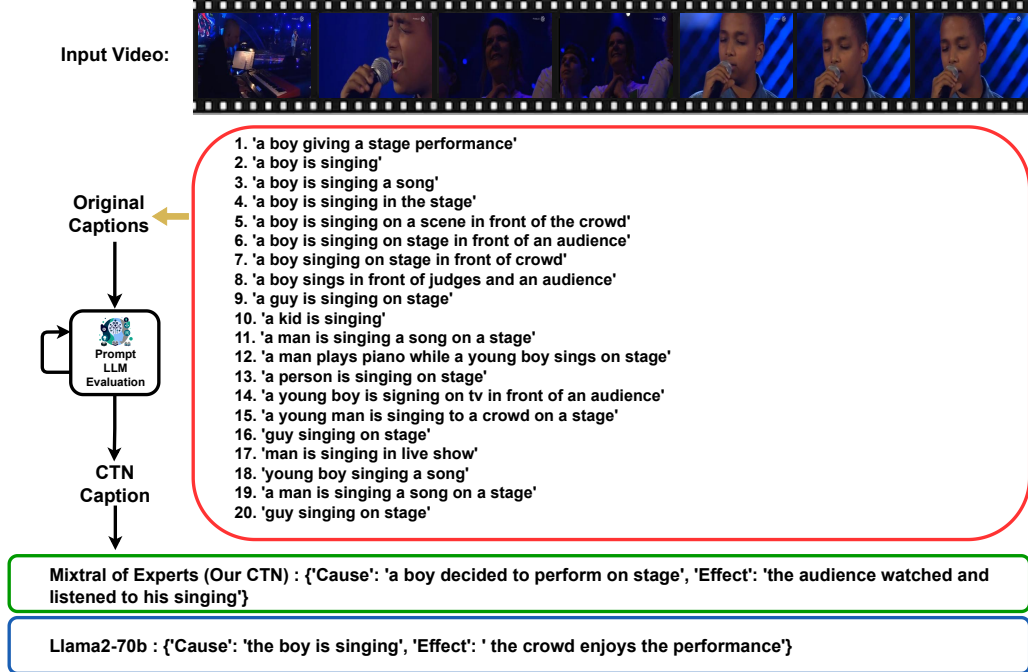 Input Video:
1. 'a boy giving a stage performance'
2. 'a boy is singing'
3. 'a boy is singing a song'
4. 'a boy is singing in the stage'
5. 'a boy is singing on a scene in front of the crowd'
6. 'a boy is singing on stage in front of an audience'
7. 'a boy singing on stage in front of crowd'
8. 'a boy sings in front of judges and an audience'
9. 'a guy is singing on stage'
10. 'a kid is singing'
11. 'a man is singing a song on a stage'
12. 'a man plays piano while a young boy sings on stage'
13. 'a person is singing on stage'
14. 'a young boy is signing on tv in front of an audience'
15. 'a young man is singing to a crowd on a stage'
16. 'guy singing on stage'
17. 'man is singing in live show'
18. 'young boy singing a song'
19. 'a man is singing a song on a stage'
20. 'guy singing on stage'
Original
Captions
Prompt
LLM
Evaluation
CTN
Caption
Mixtral of Experts (Our CTN) : {'Cause': 'a boy decided to perform on stage', 'Effect': 'the audience watched and
listened to his singing'}
Llama2-70b : {'Cause': 'the boy is singing', 'Effect': ' the crowd enjoys the performance'}